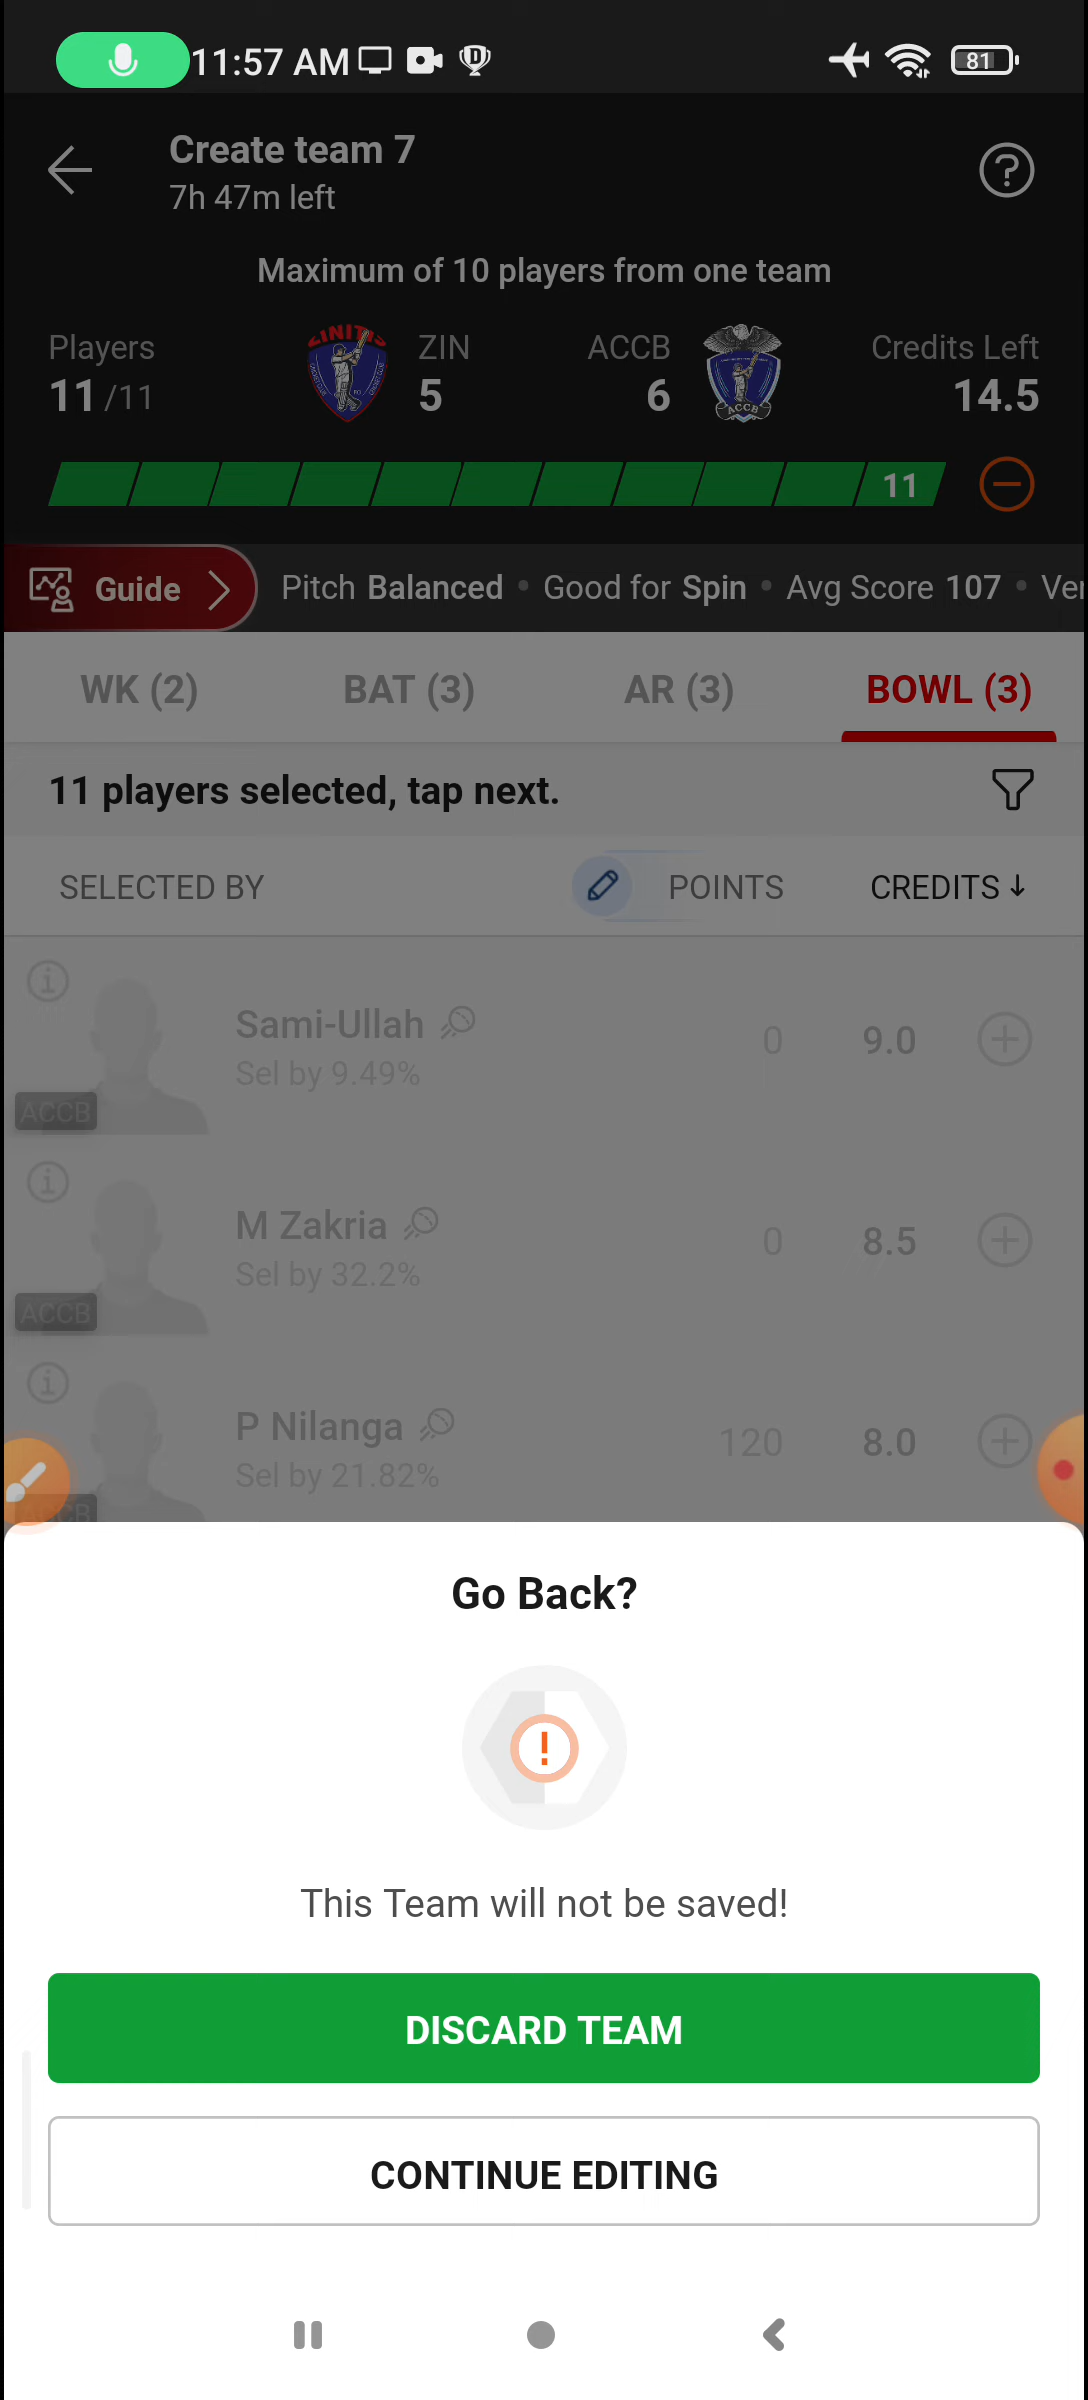 11:57 AM
81
Create team 7
7h 47m left
Maximum of 10 players from one team
Players
11 /11
ZIN
5
ACCB
6
Credits Left
14.5
ACCB
11
Guide
Pitch Balanced • Good for Spin • Avg Score 107 • Ver
WK (2)
BAT (3)
AR (3)
BOWL (3)
11 players selected, tap next.
SELECTED BY
POINTS
CREDITS ↓
Sami-Ullah
Sel by 9.49%
0
9.0
ACCB
M Zakria
Sel by 32.2%
0
8.5
ACCB
P Nilanga
Sel by 21.82%
120
8.0
ACCB
Go Back?
!
This Team will not be saved!
DISCARD TEAM
CONTINUE EDITING